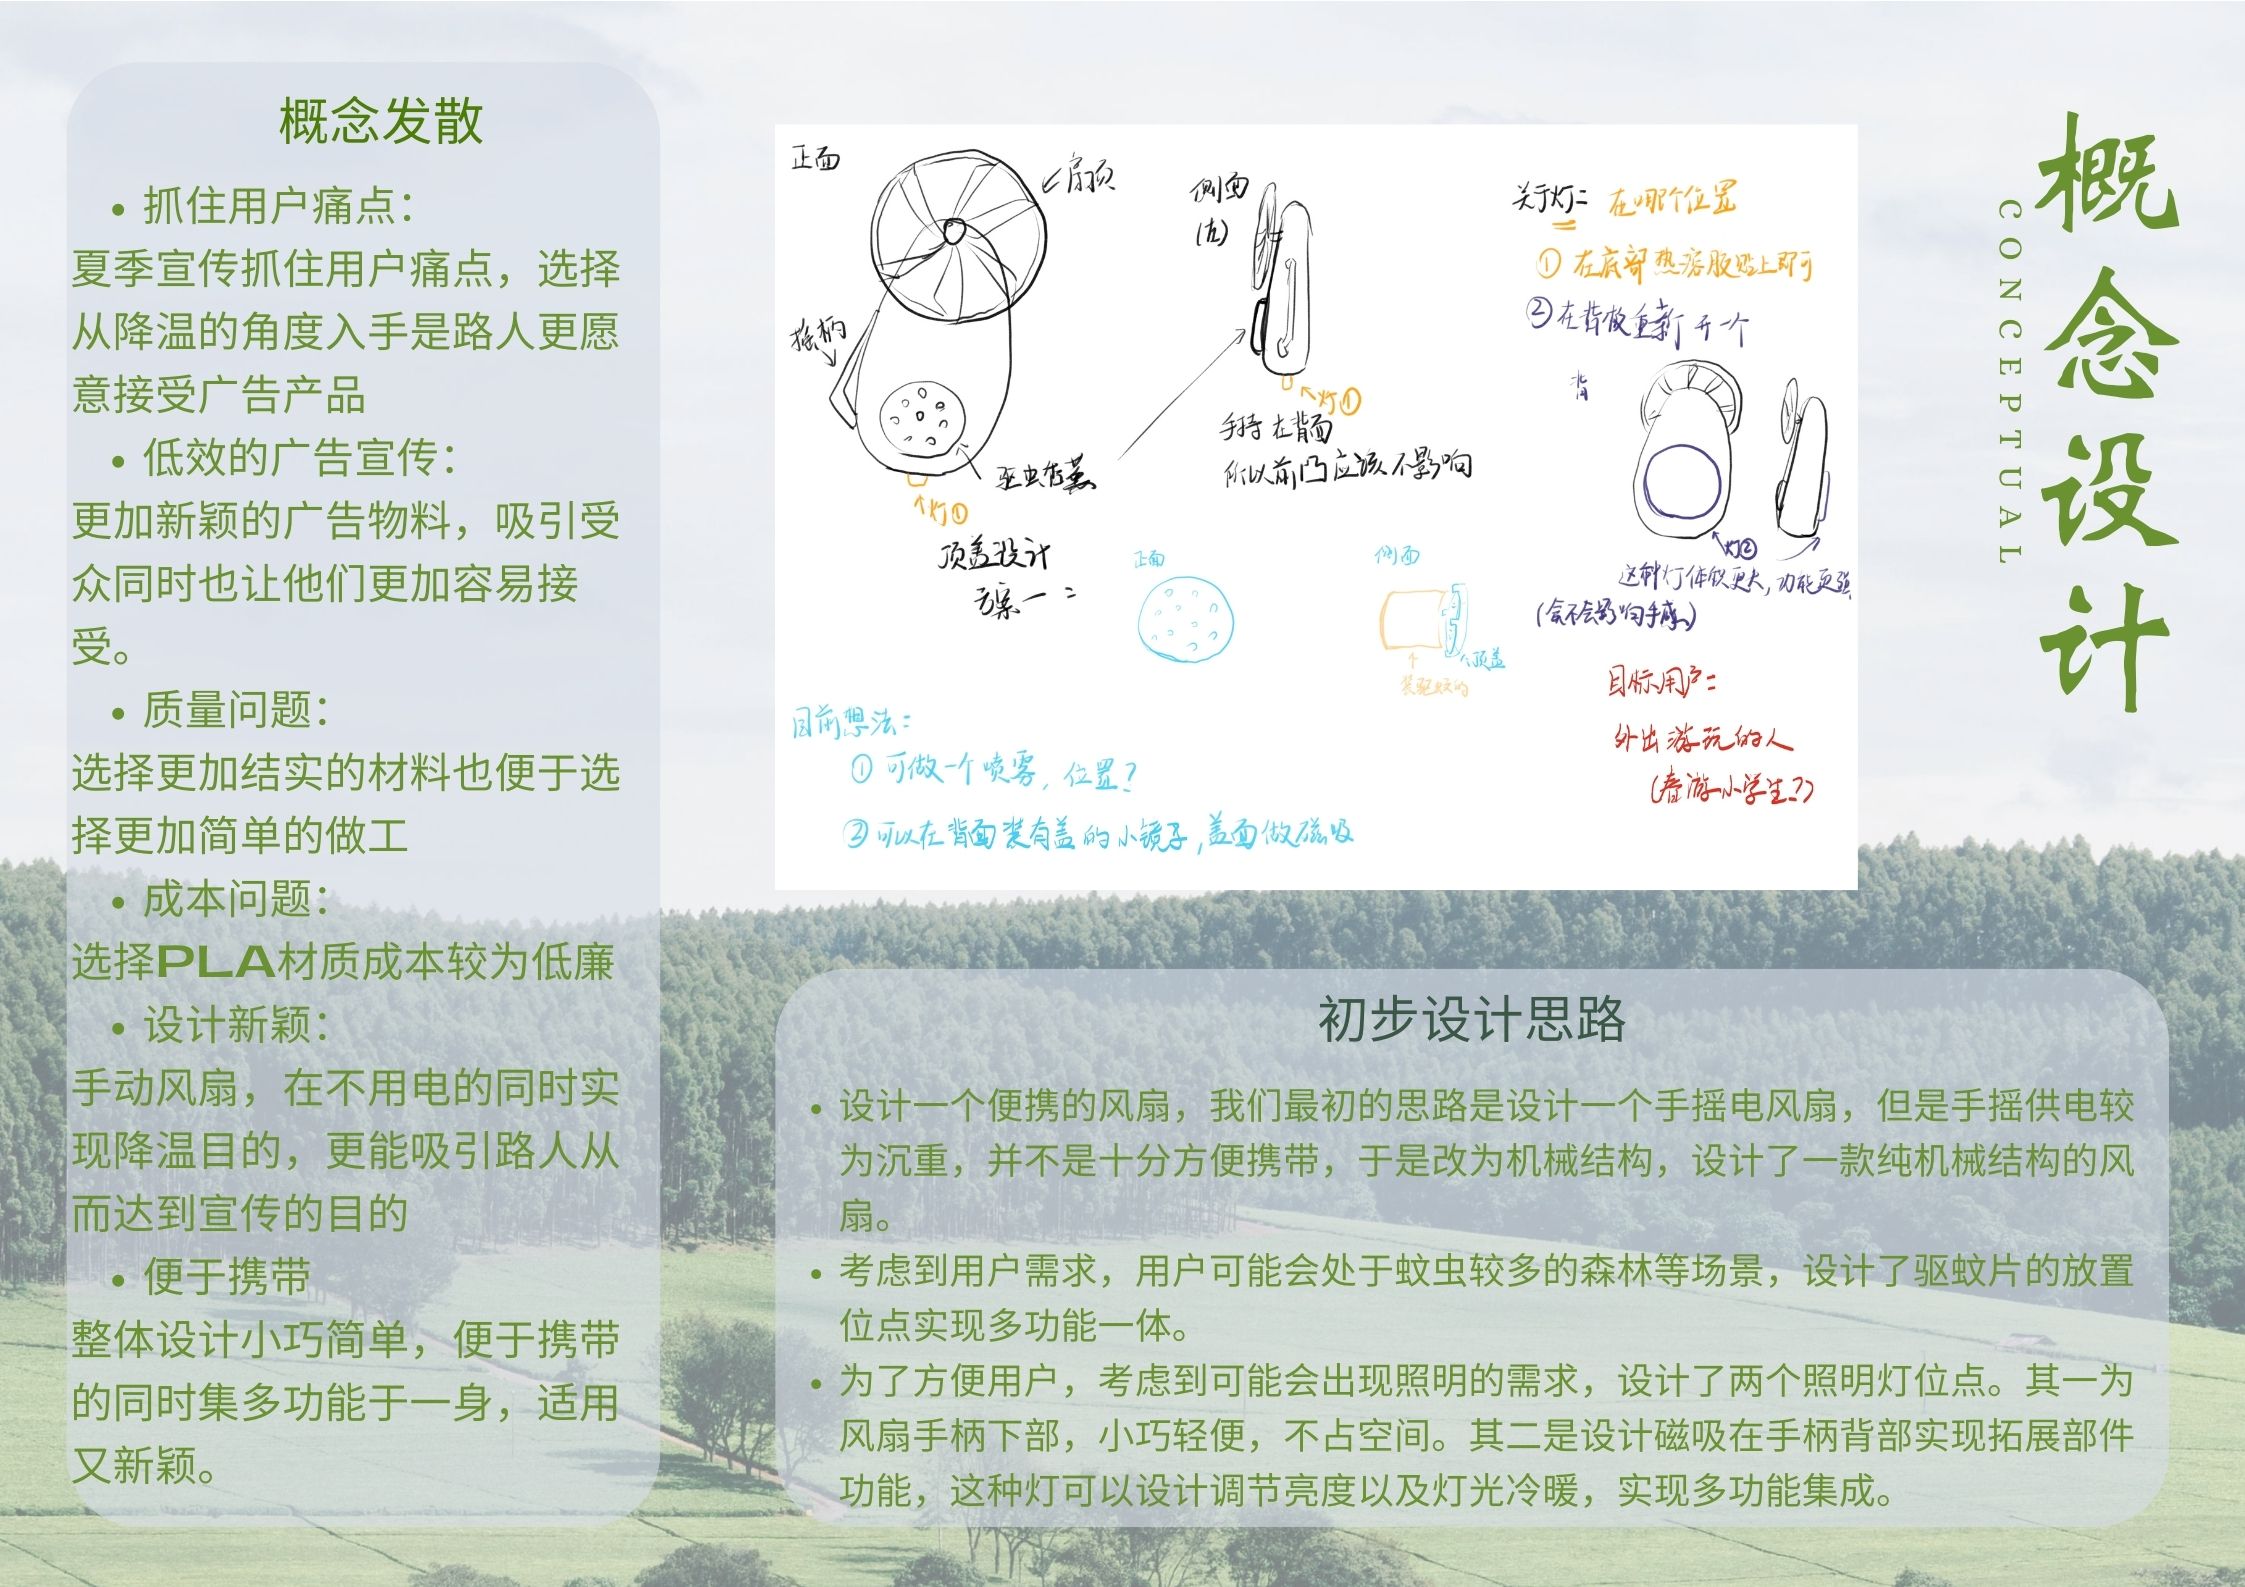 概念发散
• 抓住用户痛点：
夏季宣传抓住用户痛点，选择
从降温的角度入手是路人更愿
意接受广告产品
• 低效的广告宣传：
更加新颖的广告物料，吸引受
众同时也让他们更加容易接
受。
• 质量问题：
选择更加结实的材料也便于选
择更加简单的做工
• 成本问题：
选择PLA材质成本较为低廉
• 设计新颖：
手动风扇，在不用电的同时实
现降温目的，更能吸引路人从
而达到宣传的目的
• 便于携带
整体设计小巧简单，便于携带
的同时集多功能于一身，适用
又新颖。
正面
扇页
摇柄
灯①
顶盖设计
方案一：
侧面
(右)
灯①
手持在背面
所以前凸应该不影响
正面
侧面
顶盖
装驱蚊的
关于灯：在哪个位置
①在底部热溶胶贴上即可
②在背板重新开一个
背
灯②
这种灯体积更大，功能更强
(会不会影响手感)
目标用户：
外出游玩的人
(春游小学生?)
目前想法：
①可做一个喷雾，位置？
②可以在背面装有盖的小镜子，盖面做磁吸
概念设计
CONCEPTUAL
初步设计思路
• 设计一个便携的风扇，我们最初的思路是设计一个手摇电风扇，但是手摇供电较
为沉重，并不是十分方便携带，于是改为机械结构，设计了一款纯机械结构的风
扇。
• 考虑到用户需求，用户可能会处于蚊虫较多的森林等场景，设计了驱蚊片的放置
位点实现多功能一体。
• 为了方便用户，考虑到可能会出现照明的需求，设计了两个照明灯位点。其一为
风扇手柄下部，小巧轻便，不占空间。其二是设计磁吸在手柄背部实现拓展部件
功能，这种灯可以设计调节亮度以及灯光冷暖，实现多功能集成。